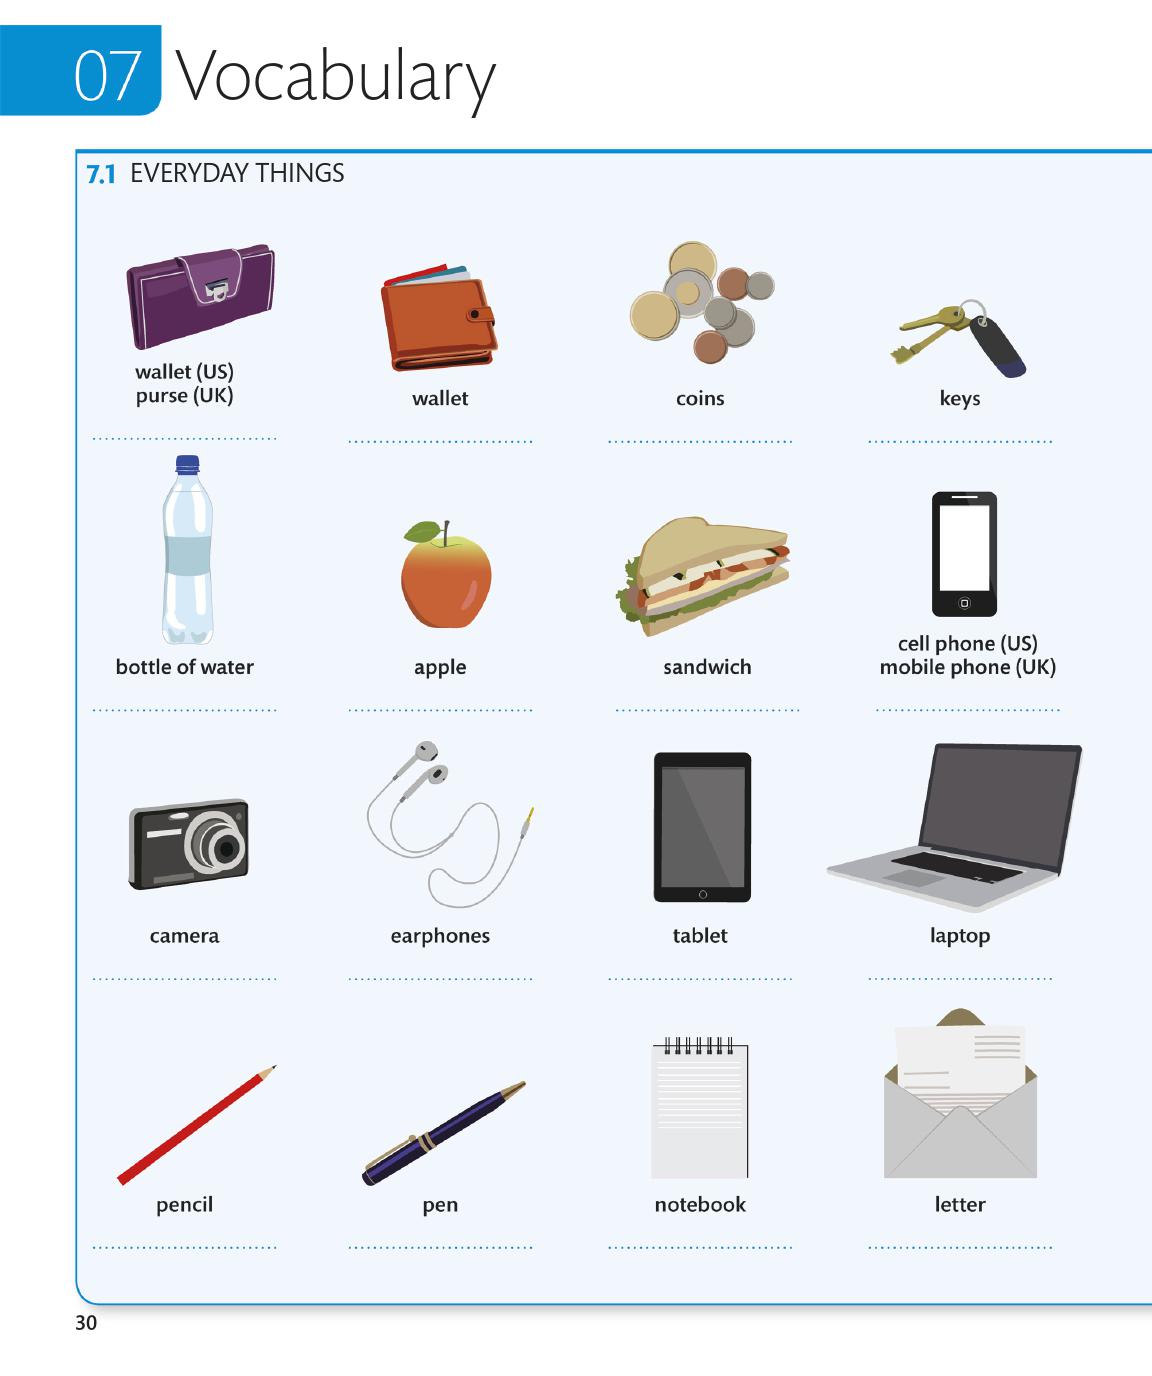 07 Vocabulary
7.1 EVERYDAY THINGS
wallet (US)
purse (UK)
wallet
coins
keys
bottle of water
apple
sandwich
cell phone (US)
mobile phone (UK)
camera
earphones
tablet
laptop
pencil
pen
notebook
letter
30